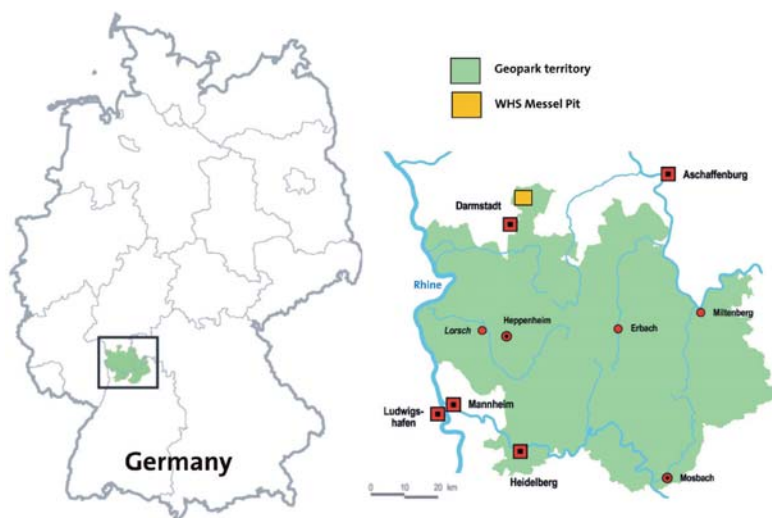 Geopark territory
WHS Messel Pit
Aschaffenburg
Darmstadt
Rhine
Miltenberg
Lorsch
Heppenheim
Erbach
Mannheim
Ludwigs-
hafen
Heidelberg
Mosbach
Germany
0 10 20 km